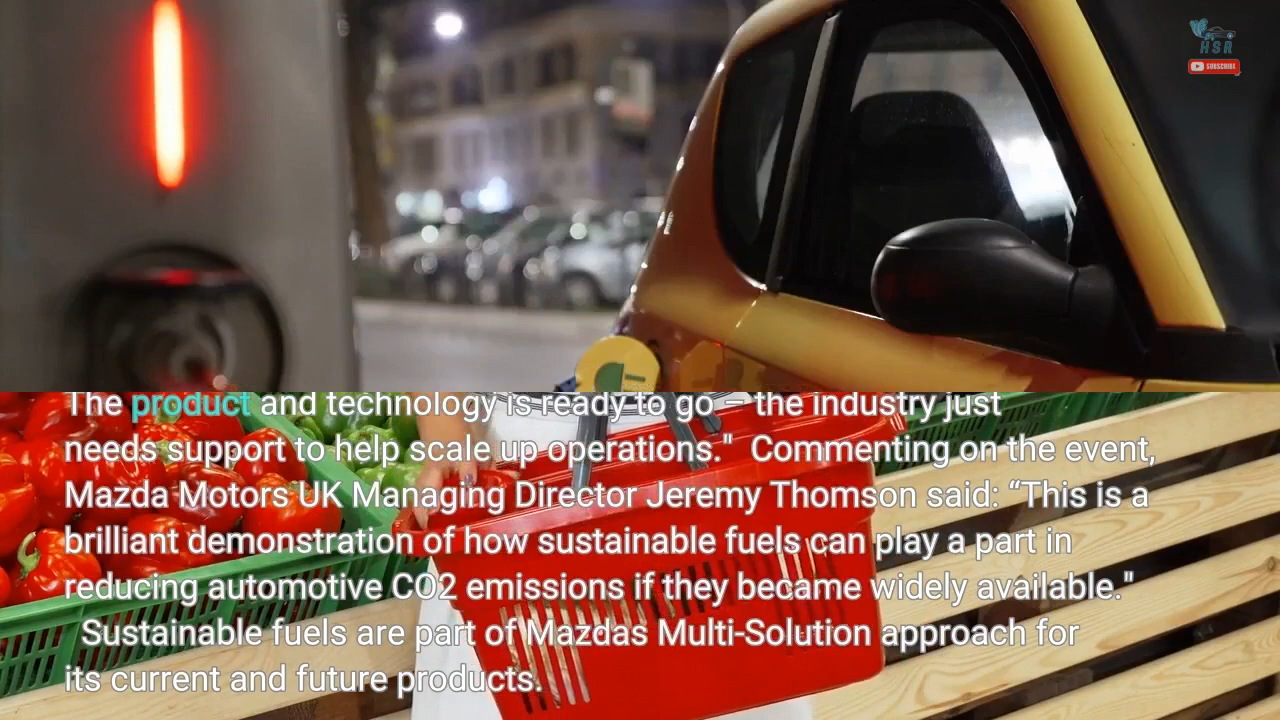 HSR
SUBSCRIBE
The product and technology is ready to go – the industry just
needs support to help scale up operations."  Commenting on the event,
Mazda Motors UK Managing Director Jeremy Thomson said: “This is a
brilliant demonstration of how sustainable fuels can play a part in
reducing automotive CO2 emissions if they became widely available."
Sustainable fuels are part of Mazdas Multi-Solution approach for
its current and future products.